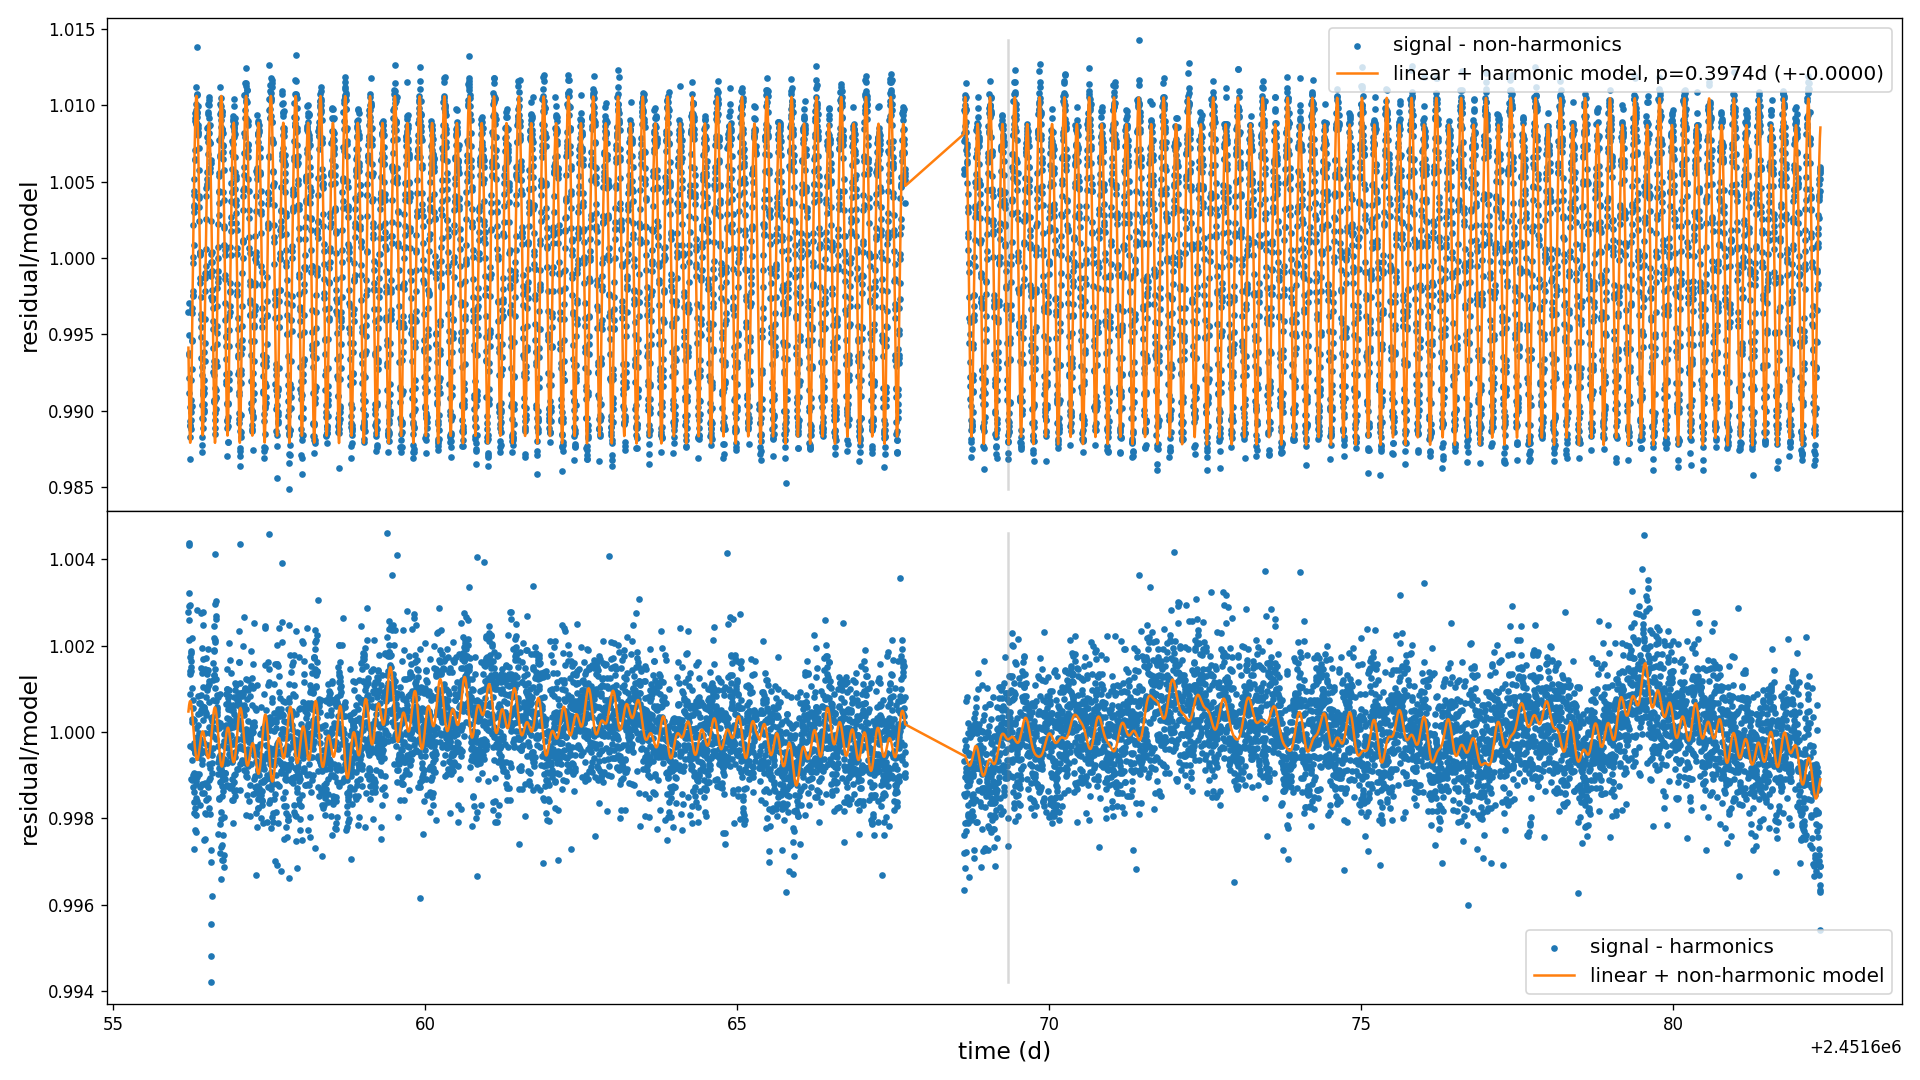 1.015
1.010
1.005
1.000
0.995
0.990
0.985
residual/model
signal - non-harmonics
linear + harmonic model, p=0.3974d (+-0.0000)
1.004
1.002
1.000
0.998
0.996
0.994
residual/model
signal - harmonics
linear + non-harmonic model
55
60
65
70
75
80
time (d)
+2.4516e6